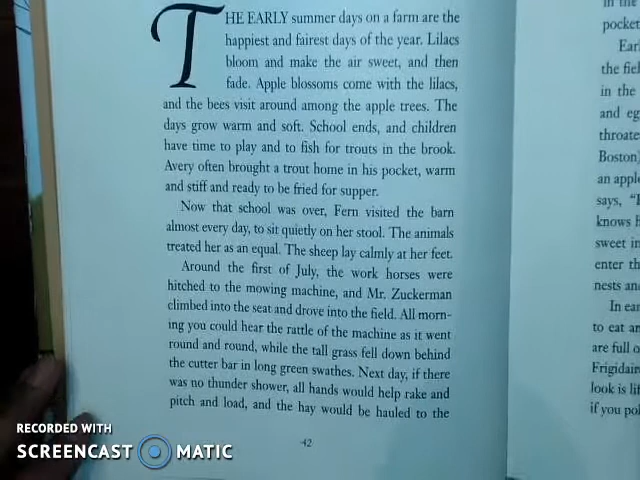 THE EARLY summer days on a farm are the
happiest and fairest days of the year. Lilacs
bloom and make the air sweet, and then
fade. Apple blossoms come with the lilacs,
and the bees visit around among the apple trees. The
days grow warm and soft. School ends, and children
have time to play and to fish for trouts in the brook.
Avery often brought a trout home in his pocket, warm
and stiff and ready to be fried for supper.
Now that school was over, Fern visited the barn
almost every day, to sit quietly on her stool. The animals
treated her as an equal. The sheep lay calmly at her feet.
Around the first of July, the work horses were
hitched to the mowing machine, and Mr. Zuckerman
climbed into the seat and drove into the field. All morn-
ing you could hear the rattle of the machine as it went
round and round, while the tall grass fell down behind
the cutter bar in long green swathes. Next day, if there
was no thunder shower, all hands would help rake and
pitch and load, and the hay would be hauled to the
42
in the
pocket
Earl
the fiel
in the
and eg
throate
Boston)
an apple
says, "
knows h
sweet in
enter th
nests and
In ear
to eat an
are full o
Frigidair
look is lif
if you pol
RECORDED WITH
SCREENCAST MATIC